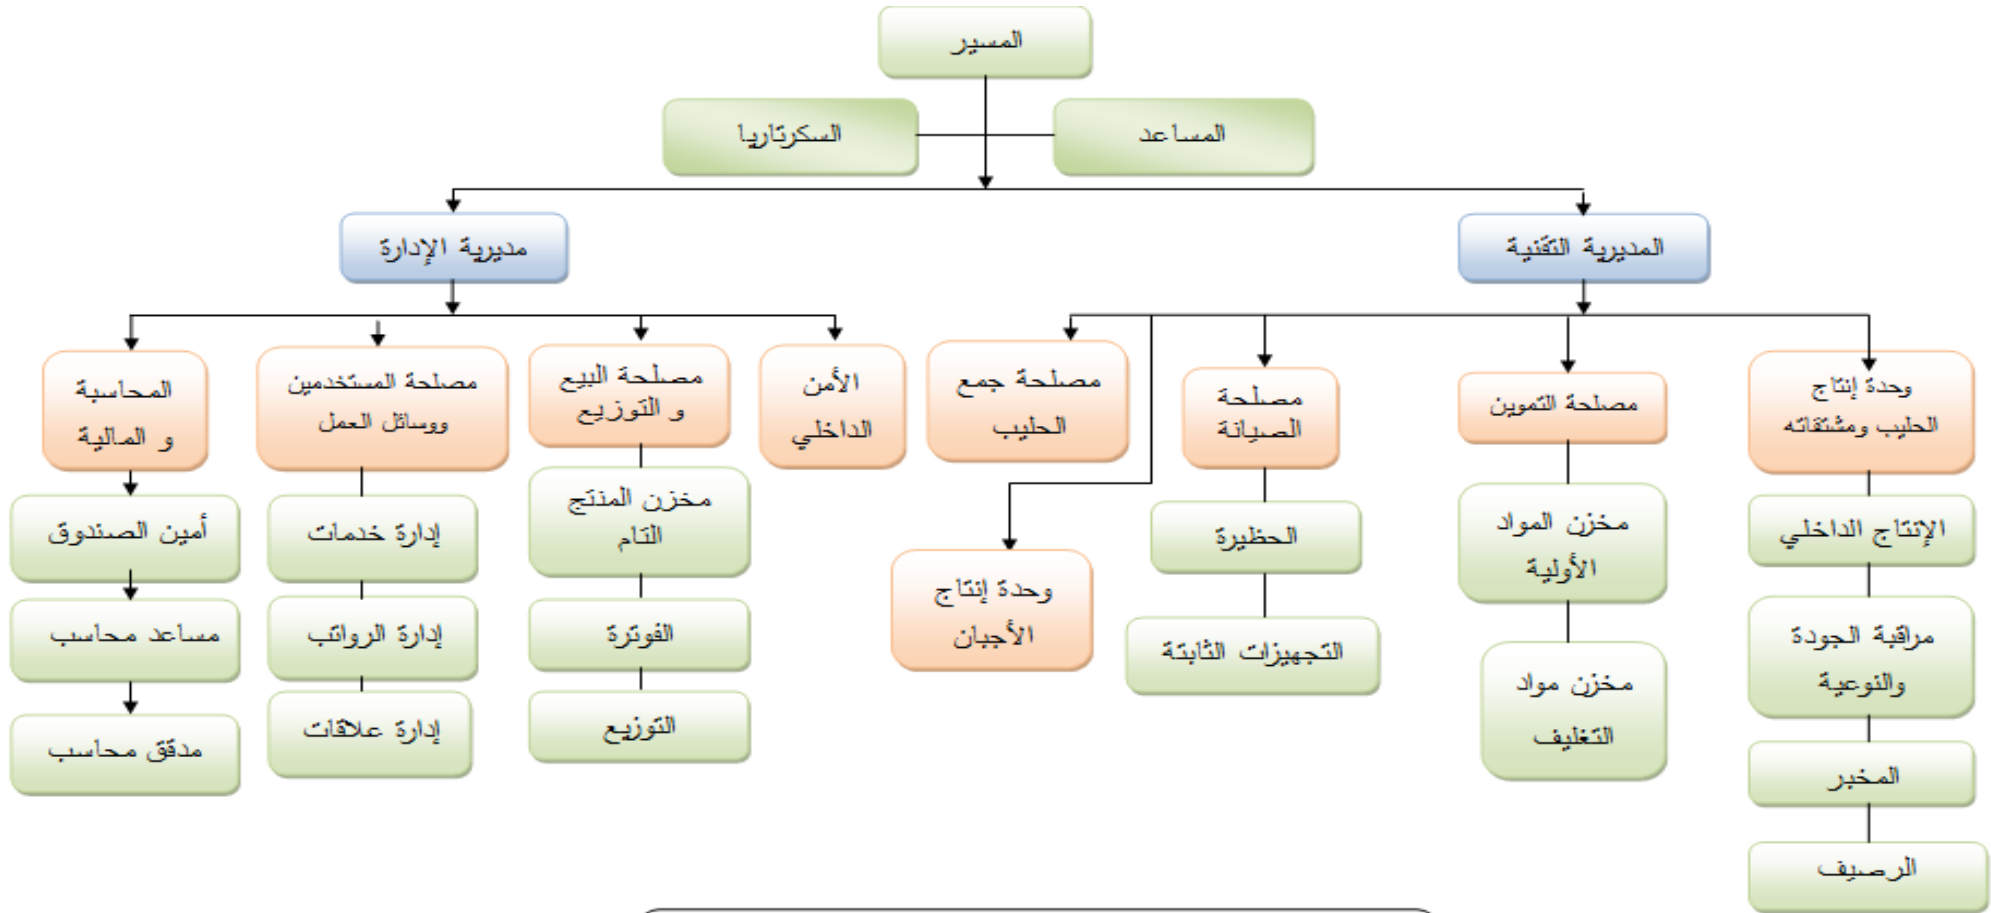 المسير
المساعد
السكرتاريا
المديرية التقنية
مديرية الإدارة
وحدة إنتاج
الحليب ومشتقاته
الإنتاج الداخلي
مراقبة الجودة
والنوعية
المخبر
الرصيف
مصلحة التموين
مخزن المواد
الأولية
مخزن مواد
التغليف
مصلحة
الصيانة
الحظيرة
التجهيزات الثابتة
وحدة إنتاج
الأجبان
مصلحة جمع
الحليب
الأمن
الداخلي
مصلحة البيع
و التوزيع
مخزن المنتج
التام
الفوترة
التوزيع
مصلحة المستخدمين
ووسائل العمل
إدارة خدمات
إدارة الرواتب
إدارة علاقات
المحاسبة
و المالية
أمين الصندوق
مساعد محاسب
مدقق محاسب